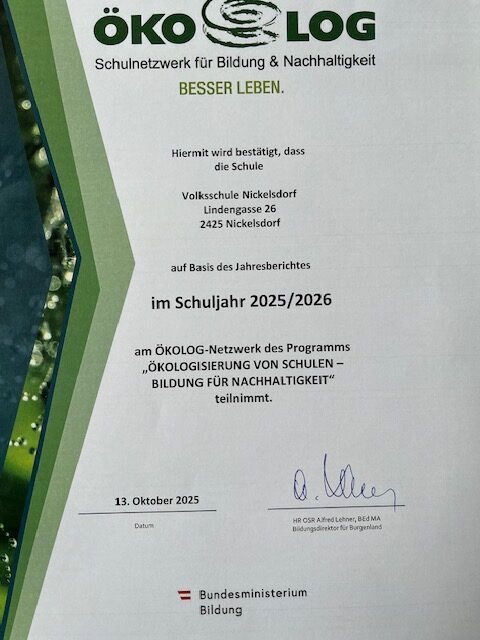 ÖKOLOG
Schulnetzwerk für Bildung & Nachhaltigkeit
BESSER LEBEN.
Hiermit wird bestätigt, dass
die Schule
Volksschule Nickelsdorf
Lindengasse 26
2425 Nickelsdorf
auf Basis des Jahresberichtes
im Schuljahr 2025/2026
am ÖKOLOG-Netzwerk des Programms
„ÖKOLOGISIERUNG VON SCHULEN –
BILDUNG FÜR NACHHALTIGKEIT“
teilnimmt.
13. Oktober 2025
Datum
HR OSR Alfred Lehner, BEd MA
Bildungsdirektor für Burgenland
Bundesministerium
Bildung